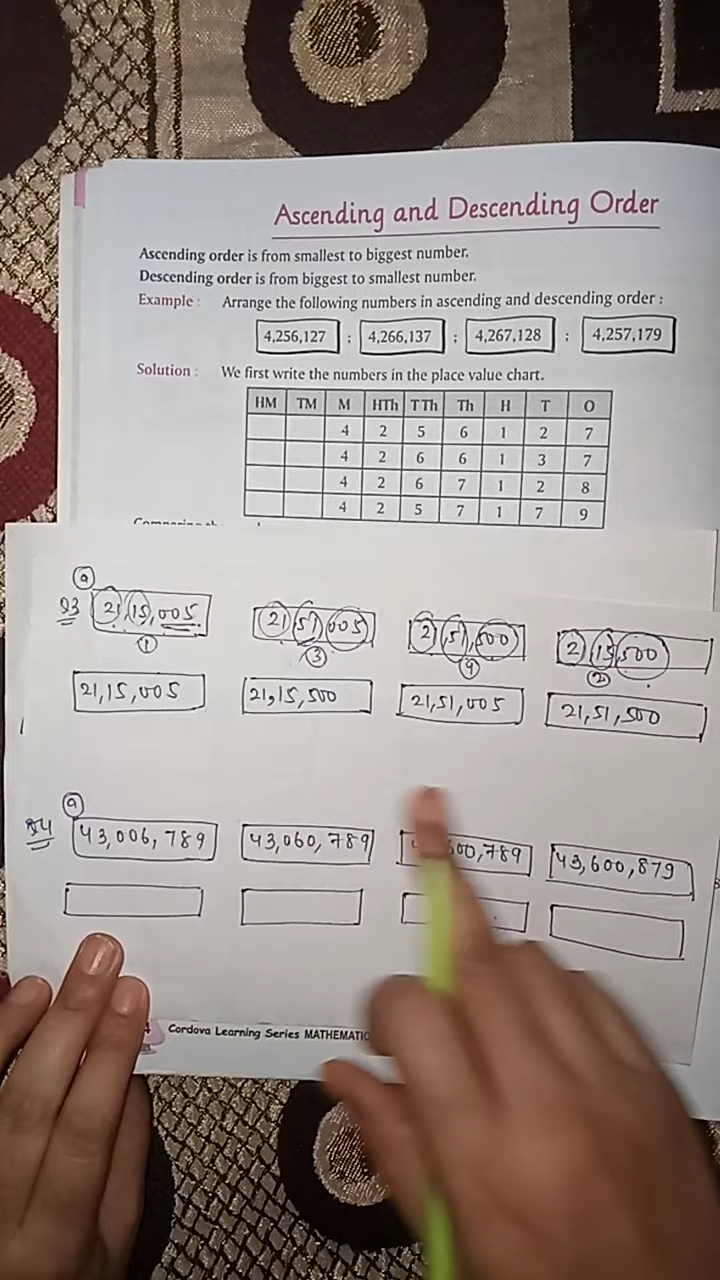 Ascending and Descending Order
Ascending order is from smallest to biggest number.
Descending order is from biggest to smallest number.
Example : Arrange the following numbers in ascending and descending order :
4,256,127 ; 4,266,137 ; 4,267,128 ; 4,257,179
Solution : We first write the numbers in the place value chart.
HM TM M HTh TTh Th H T O
4 2 5 6 1 2 7
4 2 6 6 1 3 7
4 2 6 7 1 2 8
4 2 5 7 1 7 9
a
Q3 21,15,005 21,51,005 21,51,500 21,15,500
1 3 4 2
21,15,005 21,15,500 21,51,005 21,51,500
a
Q4 43,006,789 43,060,789 600,789 43,600,879
Cordova Learning Series MATHEMATIC